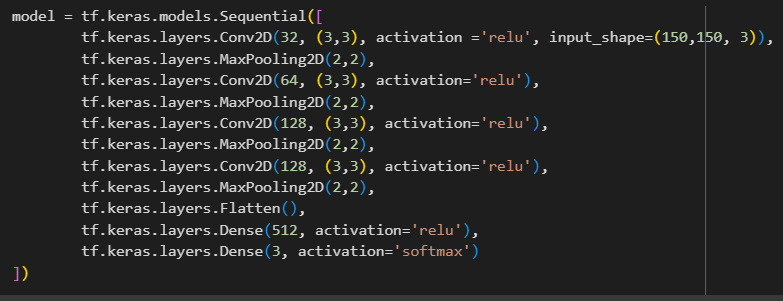 model = tf.keras.models.Sequential([
        tf.keras.layers.Conv2D(32, (3,3), activation ='relu', input_shape=(150,150, 3)),
        tf.keras.layers.MaxPooling2D(2,2),
        tf.keras.layers.Conv2D(64, (3,3), activation='relu'),
        tf.keras.layers.MaxPooling2D(2,2),
        tf.keras.layers.Conv2D(128, (3,3), activation='relu'),
        tf.keras.layers.MaxPooling2D(2,2),
        tf.keras.layers.Conv2D(128, (3,3), activation='relu'),
        tf.keras.layers.MaxPooling2D(2,2),
        tf.keras.layers.Flatten(),
        tf.keras.layers.Dense(512, activation='relu'),
        tf.keras.layers.Dense(3, activation='softmax')
])